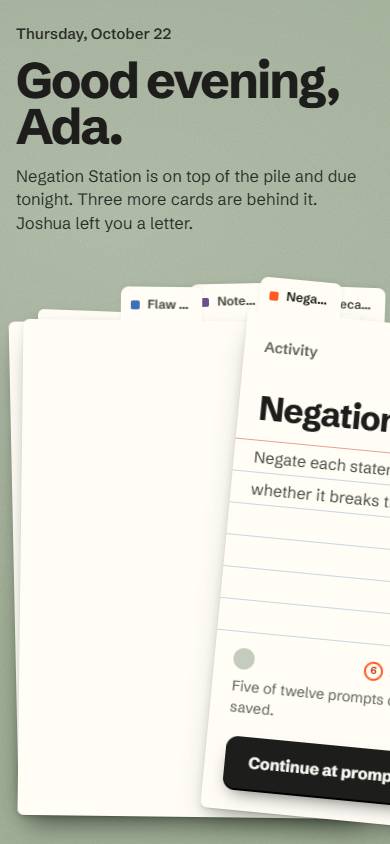 Thursday, October 22
Good evening,
Ada.
Negation Station is on top of the pile and due
tonight. Three more cards are behind it.
Joshua left you a letter.
Flaw ...
Note...
Nega...
eca...
Activity
Negation
Negate each
whether it breaks
6
Five of twelve prompts
saved.
Continue at